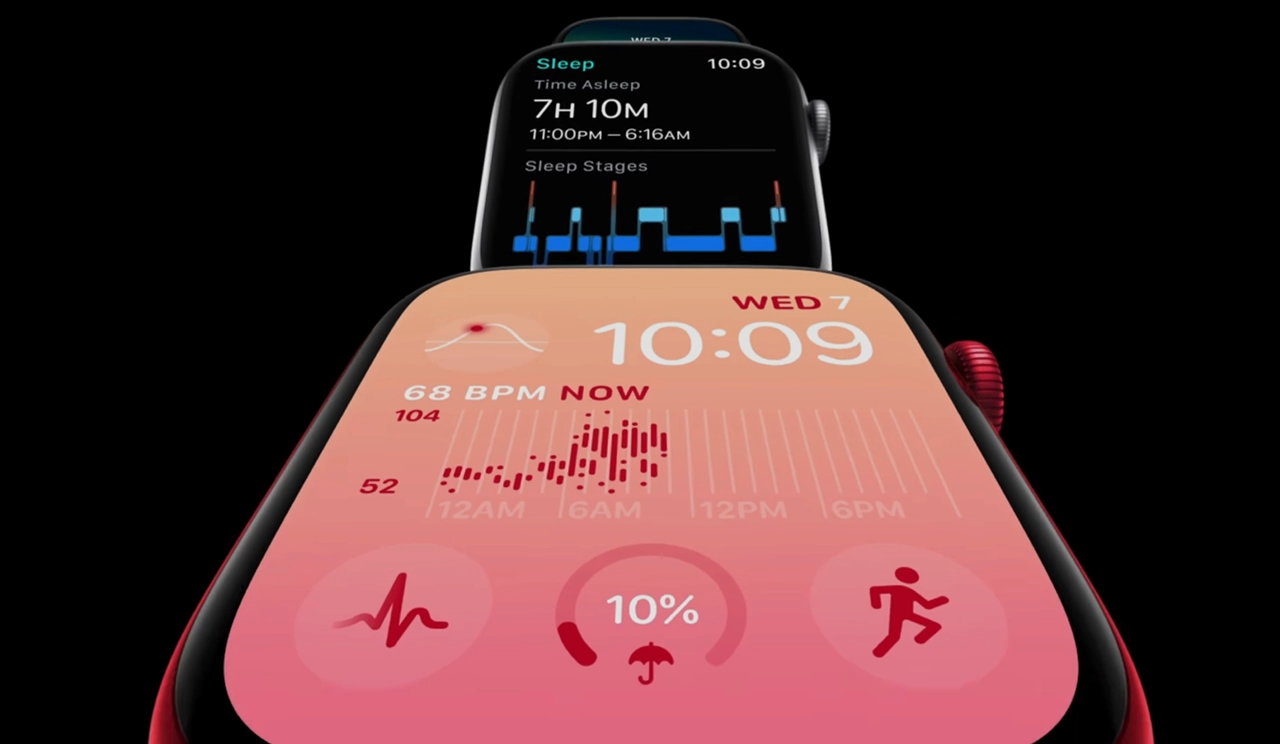 WED 7
Sleep 10:09
Time Asleep
7H 10M
11:00PM – 6:16AM
Sleep Stages
WED 7
10:09
68 BPM NOW
104
52
12AM 6AM 12PM 6PM
10%